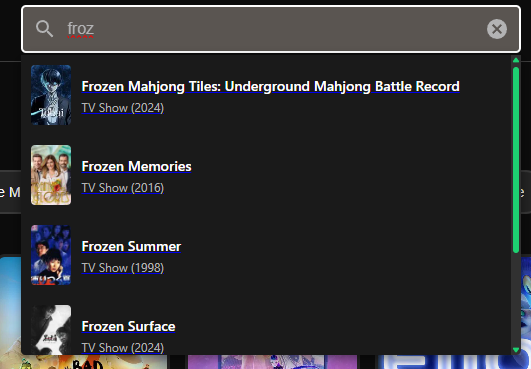 froz
Frozen Mahjong Tiles: Underground Mahjong Battle Record
TV Show (2024)
Frozen Memories
TV Show (2016)
Frozen Summer
TV Show (1998)
Frozen Surface
TV Show (2024)
e M
e
BAD